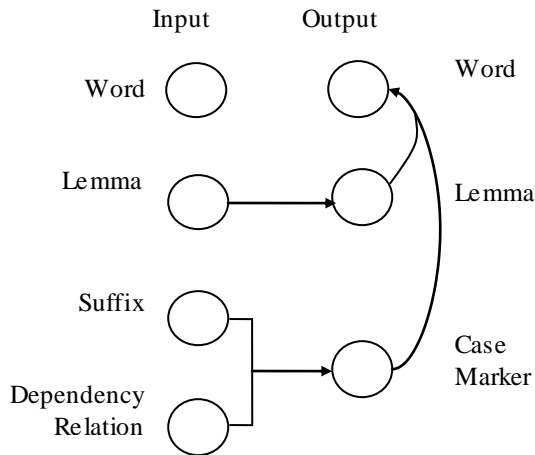 Input Output
Word Word
Lemma Lemma
Suffix Case
Marker
Dependency
Relation